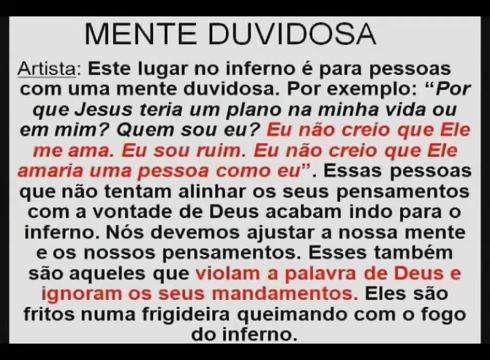 MENTE DUVIDOSA
Artista: Este lugar no inferno é para pessoas
com uma mente duvidosa. Por exemplo: “Por
que Jesus teria um plano na minha vida ou
em mim? Quem sou eu? Eu não creio que Ele
me ama. Eu sou ruim. Eu não creio que Ele
amaria uma pessoa como eu”. Essas pessoas
que não tentam alinhar os seus pensamentos
com a vontade de Deus acabam indo para o
inferno. Nós devemos ajustar a nossa mente
e os nossos pensamentos. Esses também
são aqueles que violam a palavra de Deus e
ignoram os seus mandamentos. Eles são
fritos numa frigideira queimando com o fogo
do inferno.